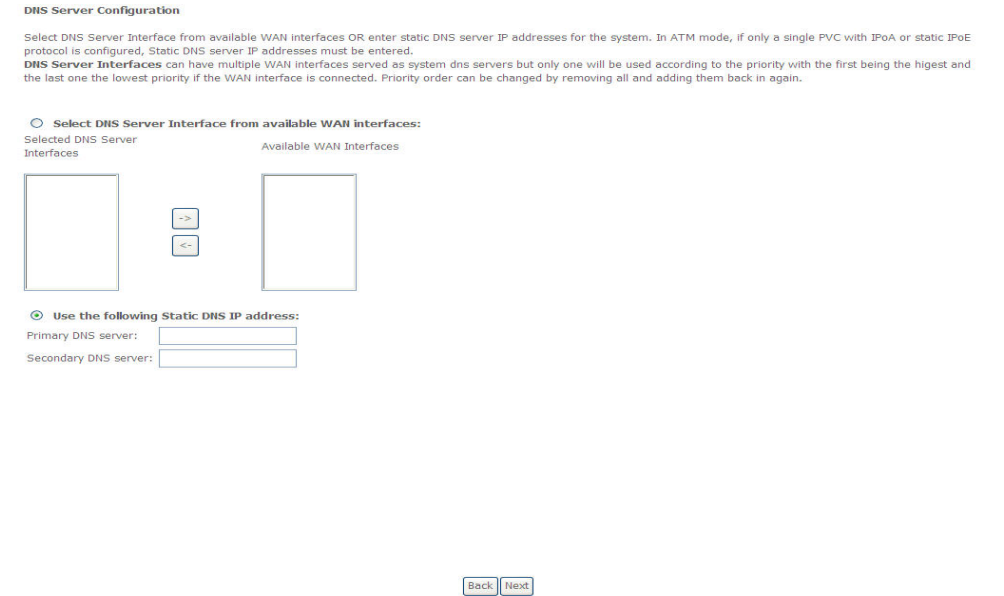 DNS Server Configuration
Select DNS Server Interface from available WAN interfaces OR enter static DNS server IP addresses for the system. In ATM mode, if only a single PVC with IPoA or static IPoE
protocol is configured, Static DNS server IP addresses must be entered.
DNS Server Interfaces can have multiple WAN interfaces served as system dns servers but only one will be used according to the priority with the first being the higest and
the last one the lowest priority if the WAN interface is connected. Priority order can be changed by removing all and adding them back in again.
Select DNS Server Interface from available WAN interfaces:
Selected DNS Server
Interfaces
Available WAN Interfaces
->
<-
Use the following Static DNS IP address:
Primary DNS server:
Secondary DNS server:
Back Next